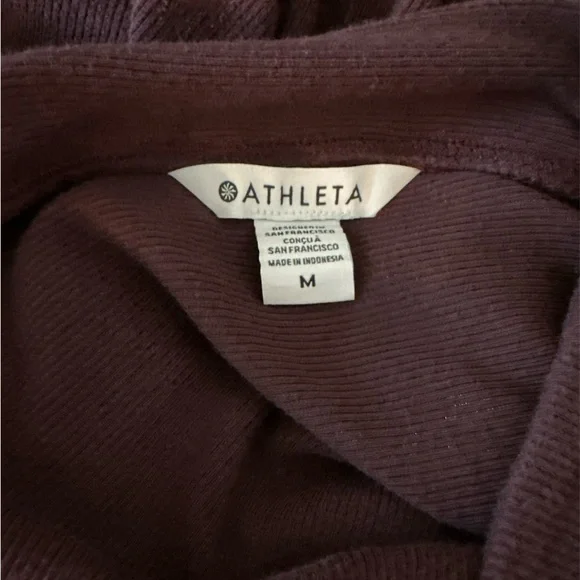 ATHLETA
DESIGNED IN
SAN FRANCISCO
CONÇU À
SAN FRANCISCO
MADE IN INDONESIA
M